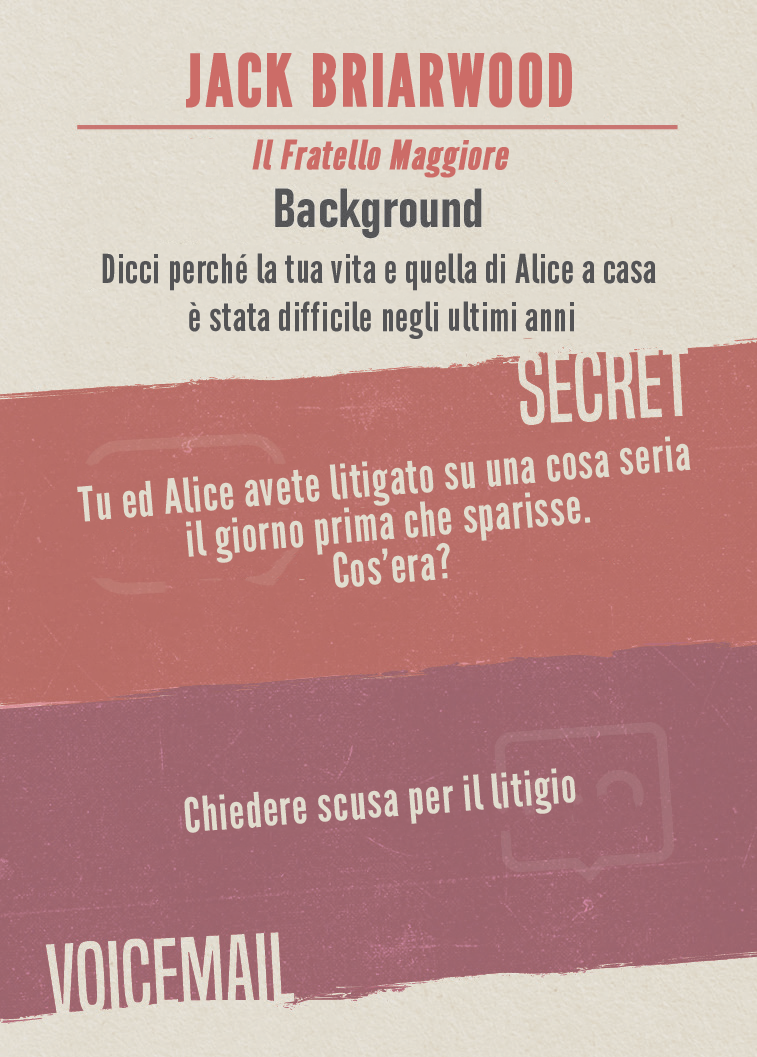 JACK BRIARWOOD
Il Fratello Maggiore
Background
Dicci perché la tua vita e quella di Alice a casa
è stata difficile negli ultimi anni
SECRET
Tu ed Alice avete litigato su una cosa seria
il giorno prima che sparisse.
Cos’era?
Chiedere scusa per il litigio
VOICEMAIL